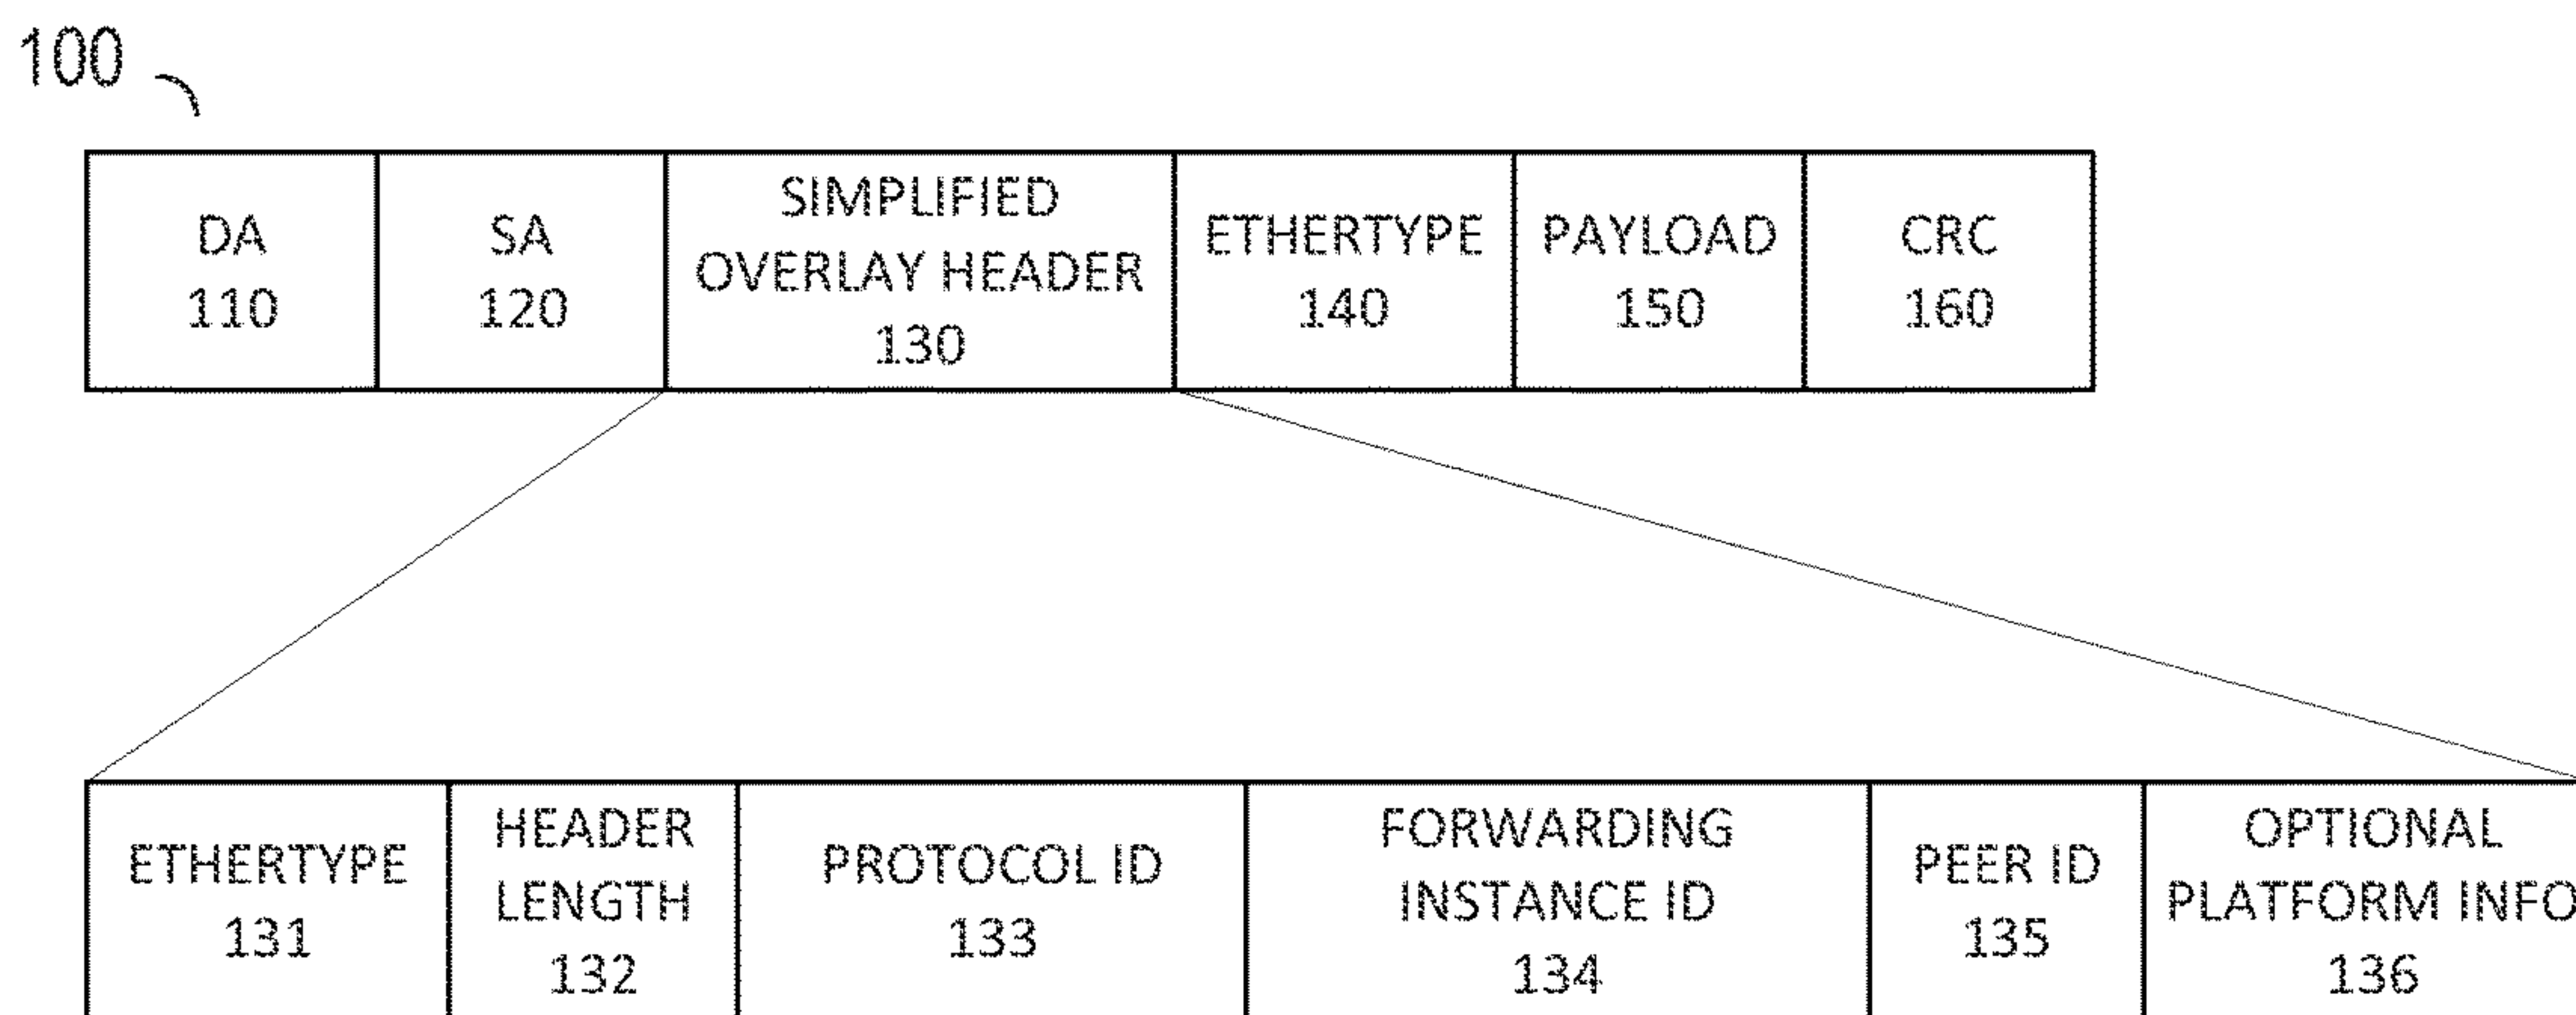 100
DA
110
SA
120
SIMPLIFIED
OVERLAY HEADER
130
ETHERTYPE
140
PAYLOAD
150
CRC
160
ETHERTYPE
131
HEADER
LENGTH
132
PROTOCOL ID
133
FORWARDING
INSTANCE ID
134
PEER ID
135
OPTIONAL
PLATFORM INFO
136